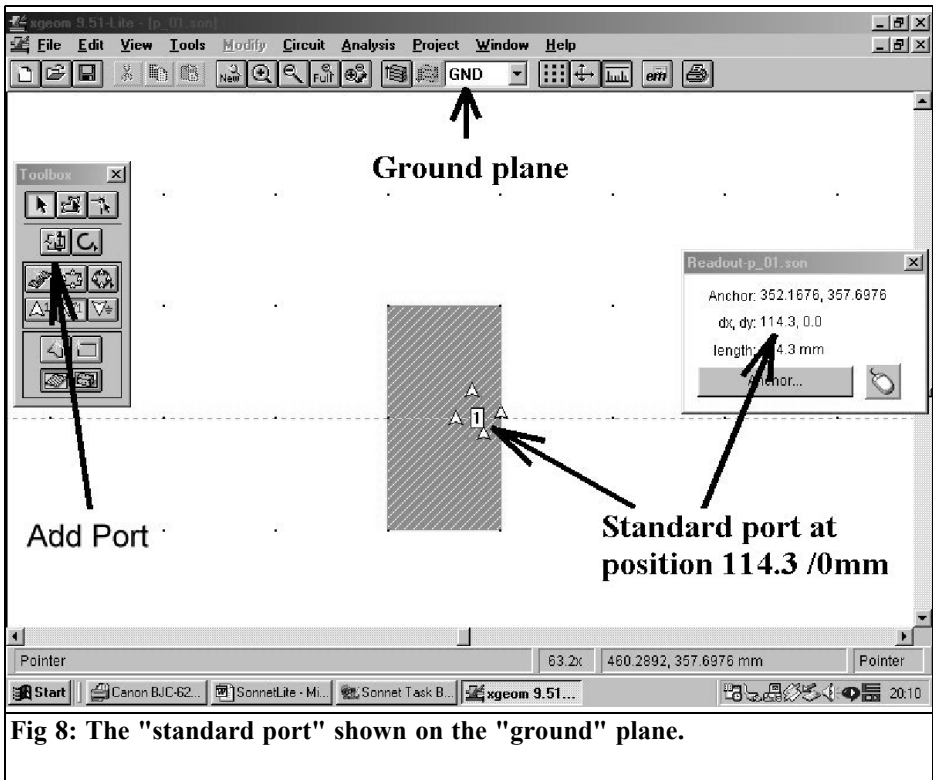 xgeom 9.51-Lite - [p_01.son]
File Edit View Tools Modify Circuit Analysis Project Window Help
New Full GND em
Ground plane
Toolbox
Readout-p_01.son
Anchor: 352.1676, 357.6976
dx, dy: 114.3, 0.0
length: 4.3 mm
Anchor...
1
Add Port
Standard port at
position 114.3 /0mm
Pointer 63.2x 460.2892, 357.6976 mm Pointer
Start Canon BJC-62... SonnetLite - Mi... Sonnet Task B... xgeom 9.51... 20:10
Fig 8: The "standard port" shown on the "ground" plane.